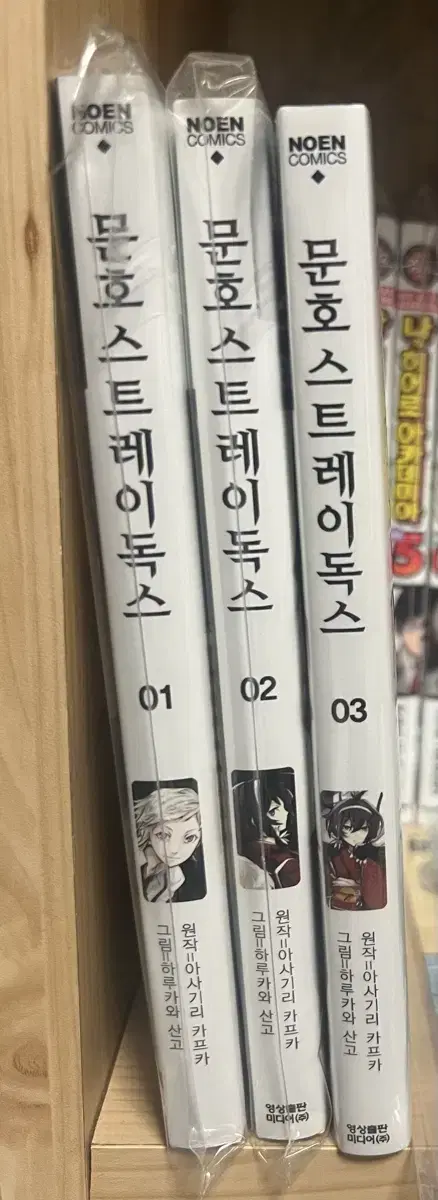 NOEN
COMICS
문호 스트레이독스
01
원작=아사기리 카프카
그림=하루카와 산고
NOEN
COMICS
문호 스트레이독스
02
원작=아사기리 카프카
그림=하루카와 산고
영상출판
미디어(주)
NOEN
COMICS
문호 스트레이독스
03
원작=아사기리 카프카
그림=하루카와 산고
영상출판
미디어(주)
나의 히어로 아카데미아
5